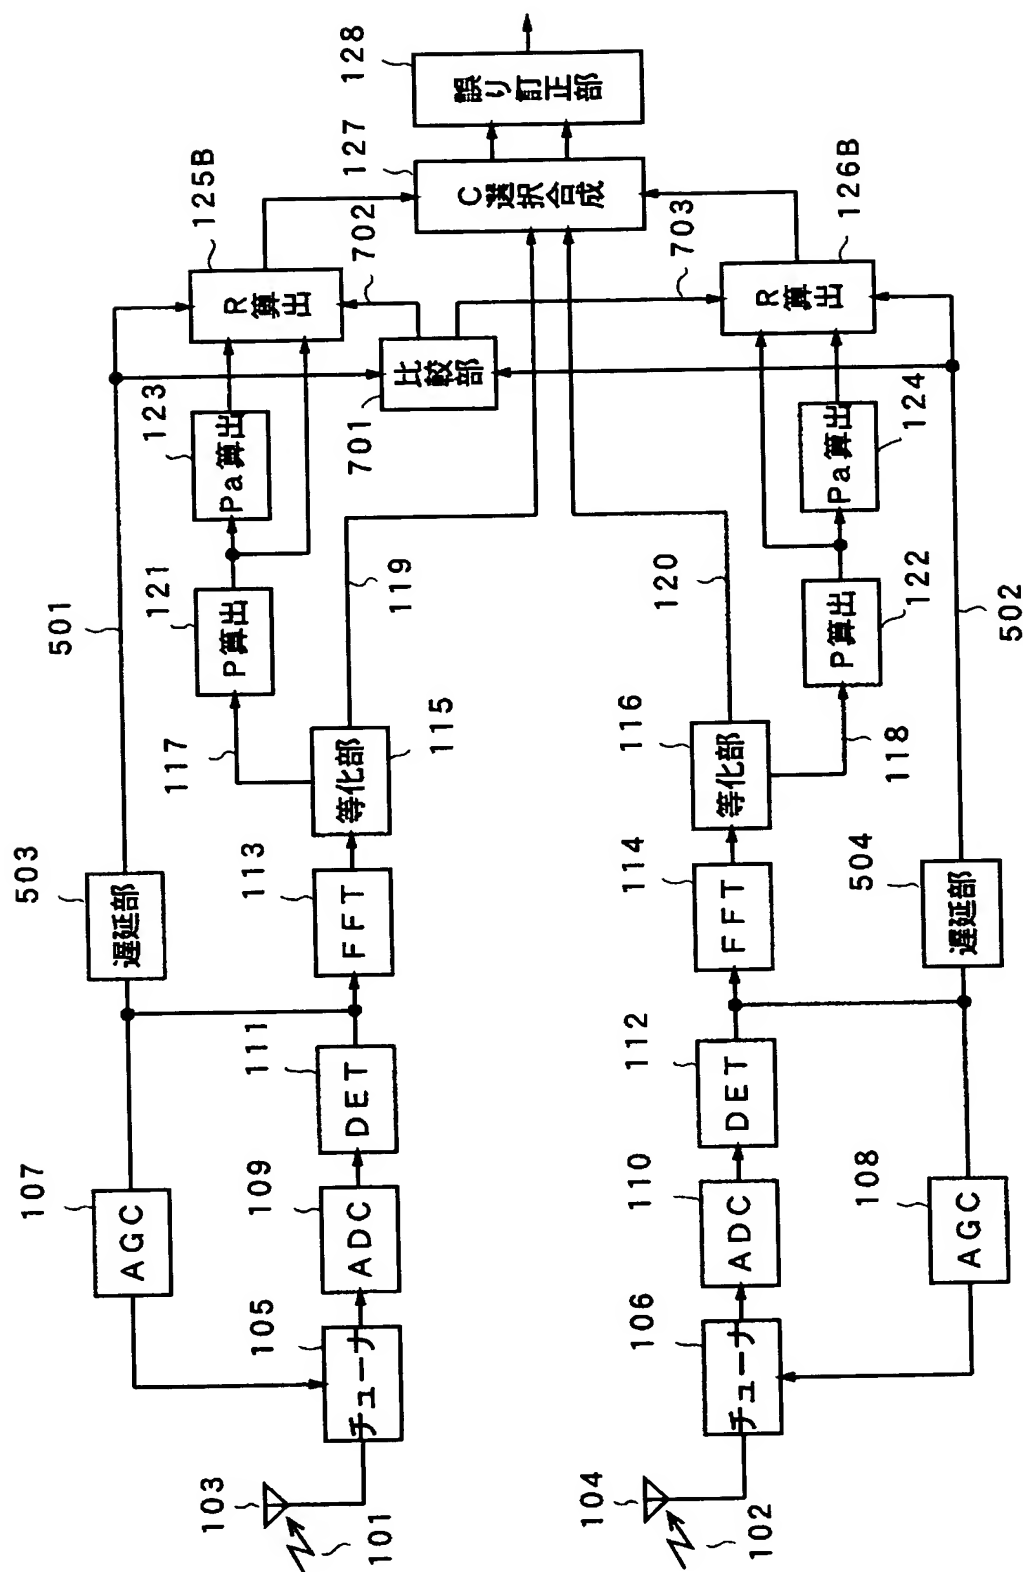 107
AGC
503
遅延部
501
103
101
105
チューナ
109
ADC
111
DET
113
FFT
115
等化部
117
119
121
P算出
123
Pa算出
125B
R算出
701
比較部
702
703
127
C選択合成
128
誤り訂正部
104
102
106
チューナ
110
ADC
112
DET
114
FFT
116
等化部
118
120
122
P算出
124
Pa算出
126B
R算出
108
AGC
504
遅延部
502